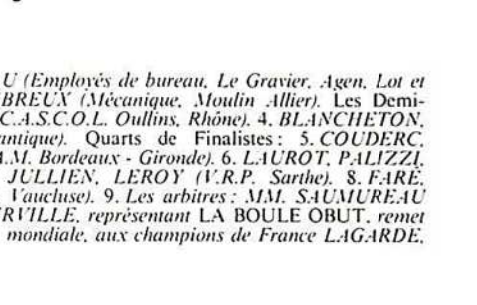 U (Employés de bureau, Le Gravier, Agen, Lot et
BREUX (Mécanique, Moulin Allier). Les Demi-
C.A.S.C.O.L. Oullins, Rhône). 4. BLANCHETON,
antique). Quarts de Finalistes : 5. COUDERC,
A.M. Bordeaux - Gironde). 6. LAUROT, PALIZZI,
JULLIEN, LEROY (V.R.P. Sarthe). 8. FARÉ,
Vaucluse). 9. Les arbitres : MM. SAUMUREAU
ERVILLE, représentant LA BOULE OBUT, remet
mondiale, aux champions de France LAGARDE,